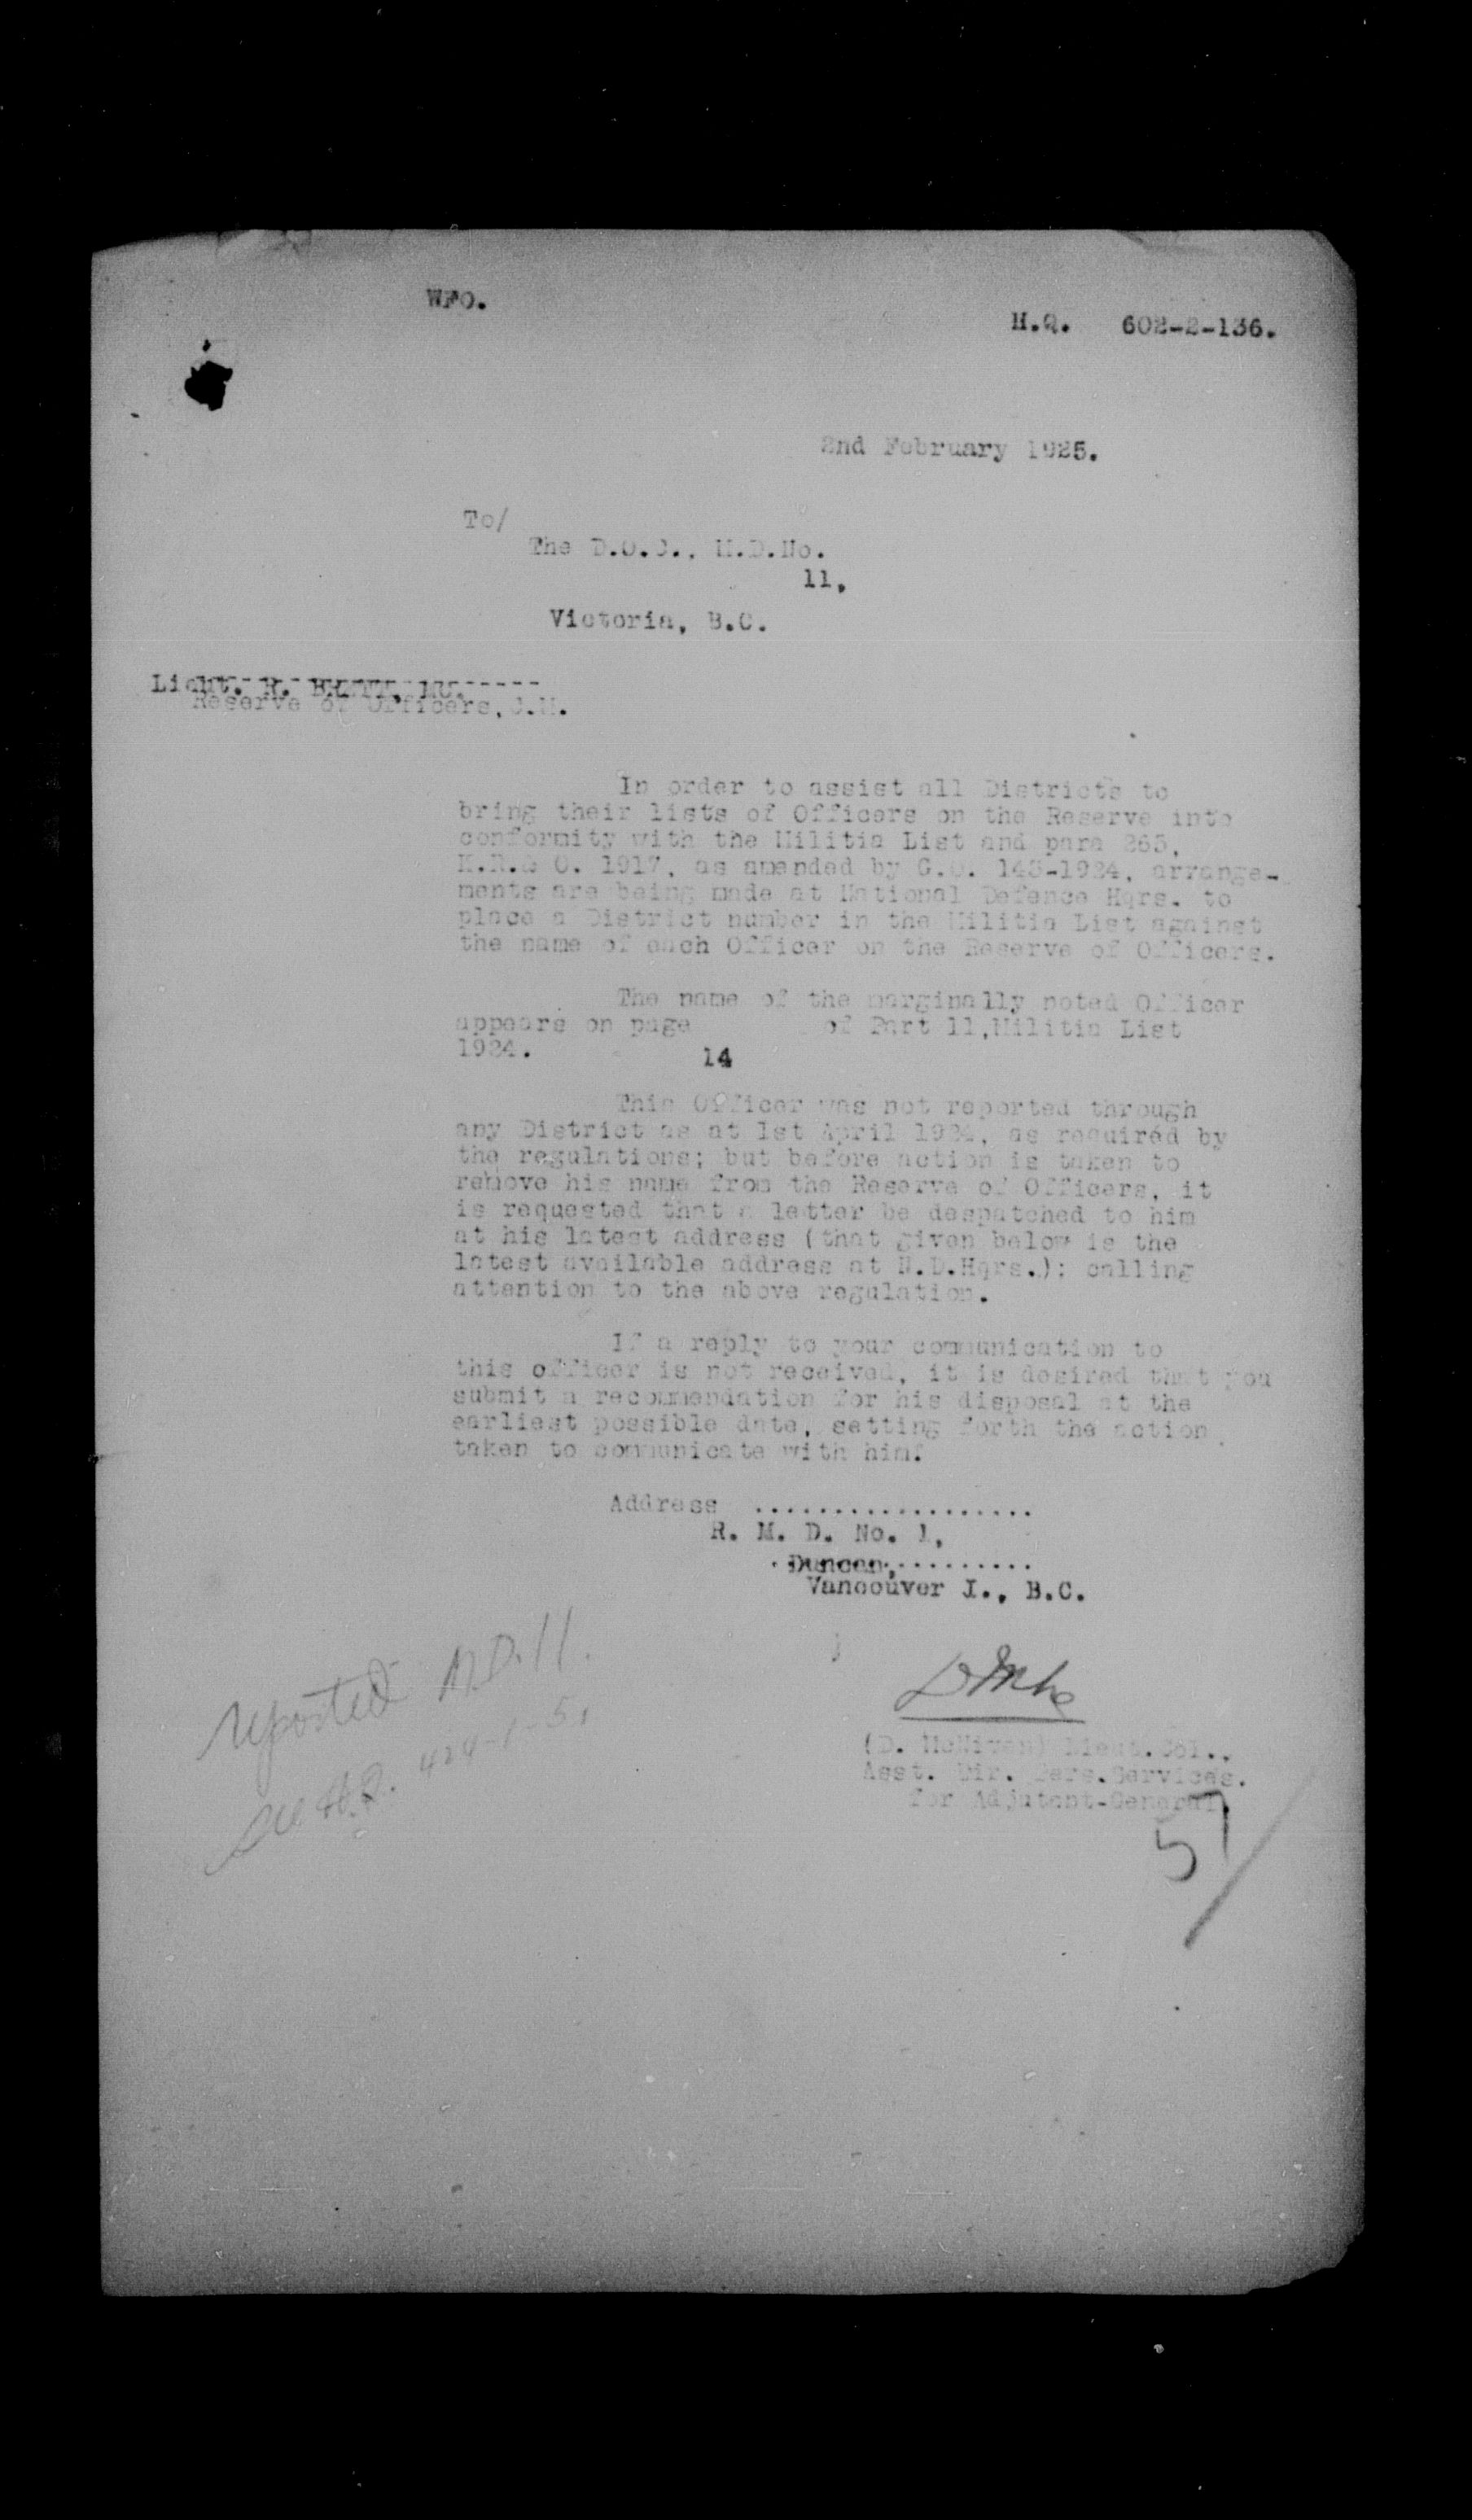 WFO.
H.Q. 602-2-136.
2nd February 1925.
To/
The D.O.C., M.D.No.
11,
Victoria, B.C.
Lieut. R. BRETT,
Reserve of Officers, C.M.
In order to assist all Districts to
bring their lists of Officers on the Reserve into
conformity with the Militia List and para 265,
K.R.& O. 1917, as amended by G.O. 143-1924, arrange-
ments are being made at National Defence Hqrs. to
place a District number in the Militia List against
the name of each Officer on the Reserve of Officers.
The name of the marginally noted Officer
appears on page of Part 11, Militia List
1924. 14
This Officer was not reported through
any District as at 1st April 1924, as required by
the regulations; but before action is taken to
remove his name from the Reserve of Officers, it
is requested that a letter be despatched to him
at his latest address (that given below is the
latest available address at N.D.Hqrs.); calling
attention to the above regulation.
If a reply to your communication to
this officer is not received, it is desired that you
submit a recommendation for his disposal at the
earliest possible date, setting forth the action
taken to communicate with him.
Address ..................
R. M. D. No. 1,
Duncan,.........
Vancouver I., B.C.
reported M.D.11.
see H.Q. 424-1-5.
(D. McNiven) Lieut.Col.,
Asst. Dir. Pers.Services.
for Adjutant-General.
57